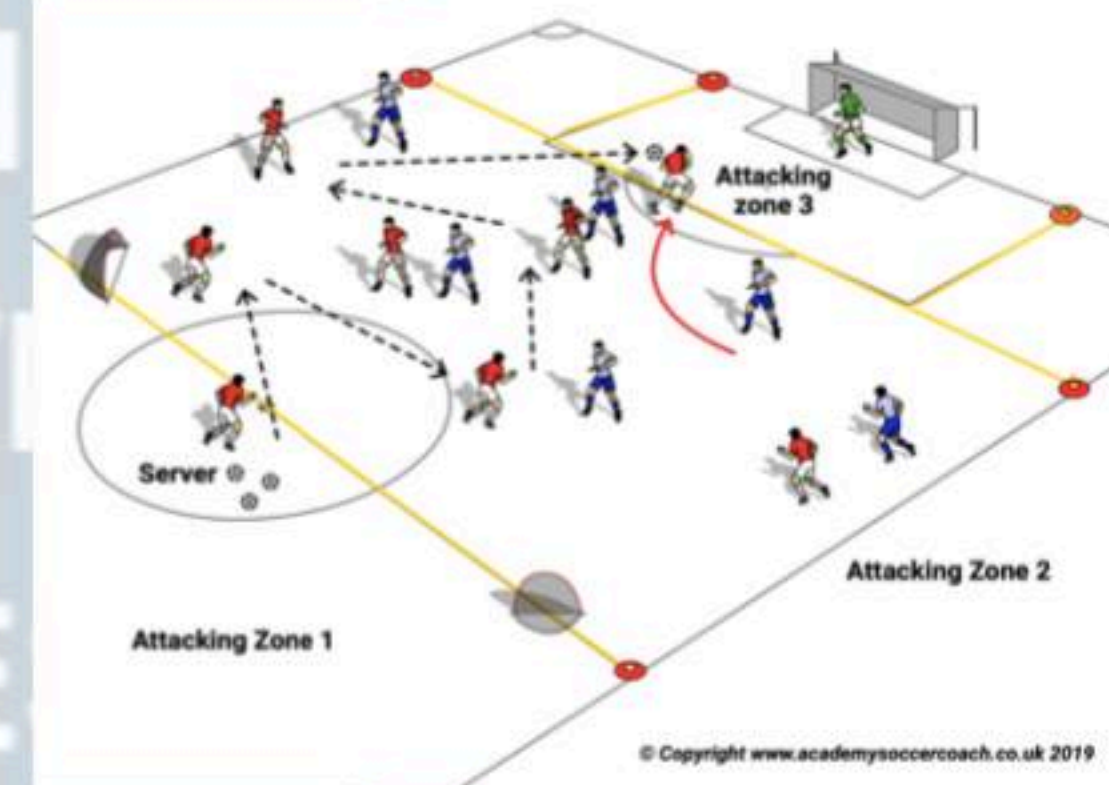 Attacking
zone 3
Server
Attacking Zone 2
Attacking Zone 1
© Copyright www.academysoccercoach.co.uk 2019